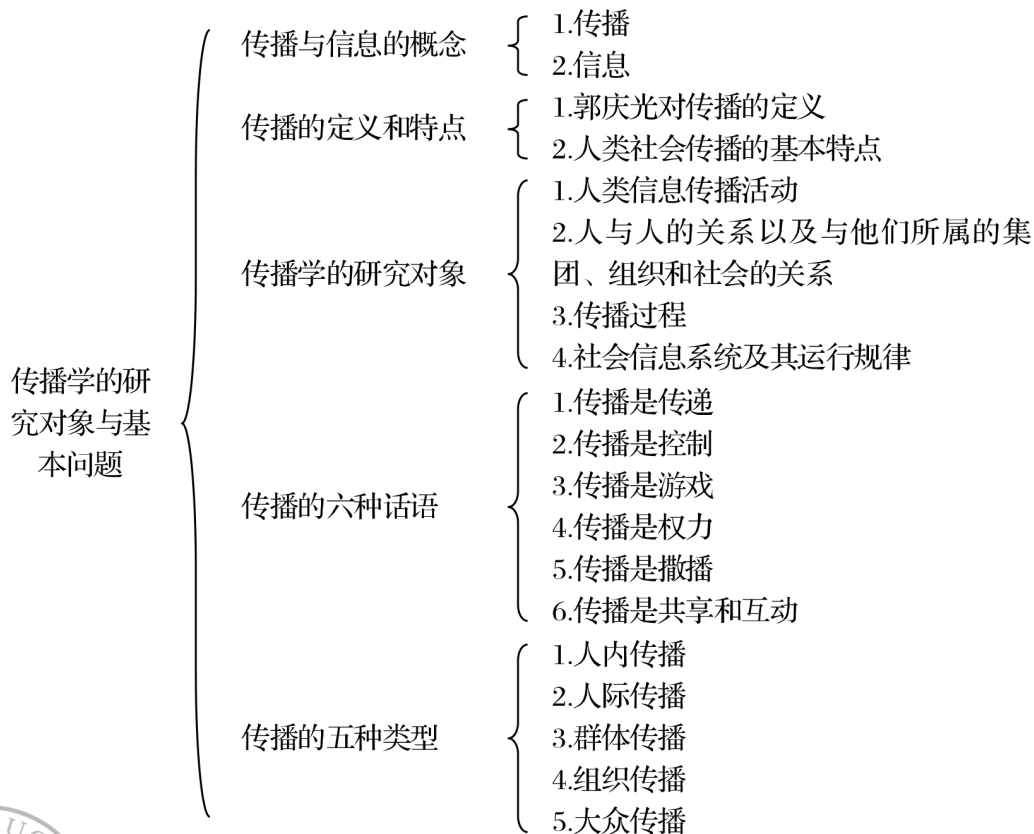 传播学的研
究对象与基
本问题
传播与信息的概念
1.传播
2.信息
传播的定义和特点
1.郭庆光对传播的定义
2.人类社会传播的基本特点
传播学的研究对象
1.人类信息传播活动
2.人与人的关系以及与他们所属的集
团、组织和社会的关系
3.传播过程
4.社会信息系统及其运行规律
传播的六种话语
1.传播是传递
2.传播是控制
3.传播是游戏
4.传播是权力
5.传播是撒播
6.传播是共享和互动
传播的五种类型
1.人内传播
2.人际传播
3.群体传播
4.组织传播
5.大众传播